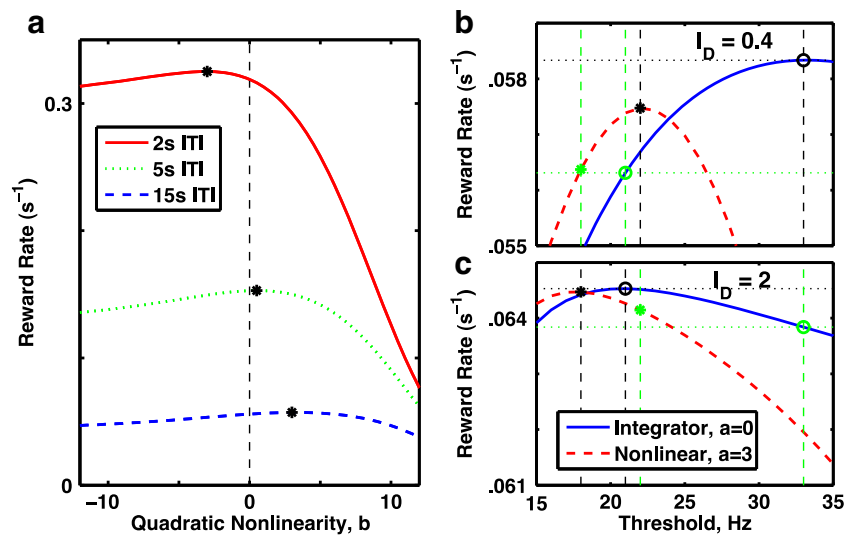 a
Reward Rate (s⁻¹)
0.3
0
2s ITI
5s ITI
15s ITI
−10 −5 0 5 10
Quadratic Nonlinearity, b
b
I_D = 0.4
Reward Rate (s⁻¹)
.058
.055
c
I_D = 2
Reward Rate (s⁻¹)
.064
.061
Integrator, a=0
Nonlinear, a=3
15 20 25 30 35
Threshold, Hz